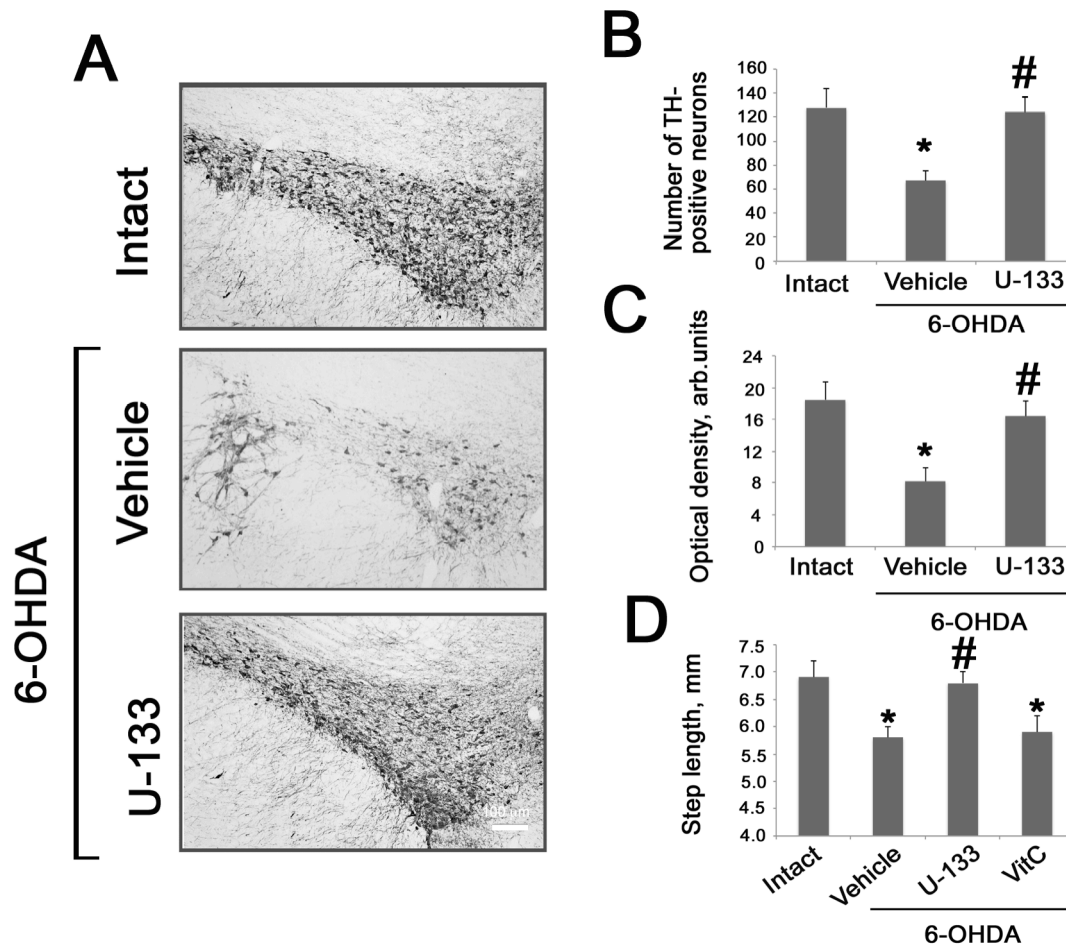 A
Intact
6-OHDA
Vehicle
U-133
100 µm
B
Number of TH-
positive neurons
160
140
120
100
80
60
40
20
0
*
#
Intact
Vehicle
U-133
6-OHDA
C
Optical density, arb.units
24
20
16
12
8
4
0
*
#
Intact
Vehicle
U-133
6-OHDA
D
Step length, mm
7.5
7.0
6.5
6.0
5.5
5.0
4.5
4.0
*
#
*
Intact
Vehicle
U-133
VitC
6-OHDA